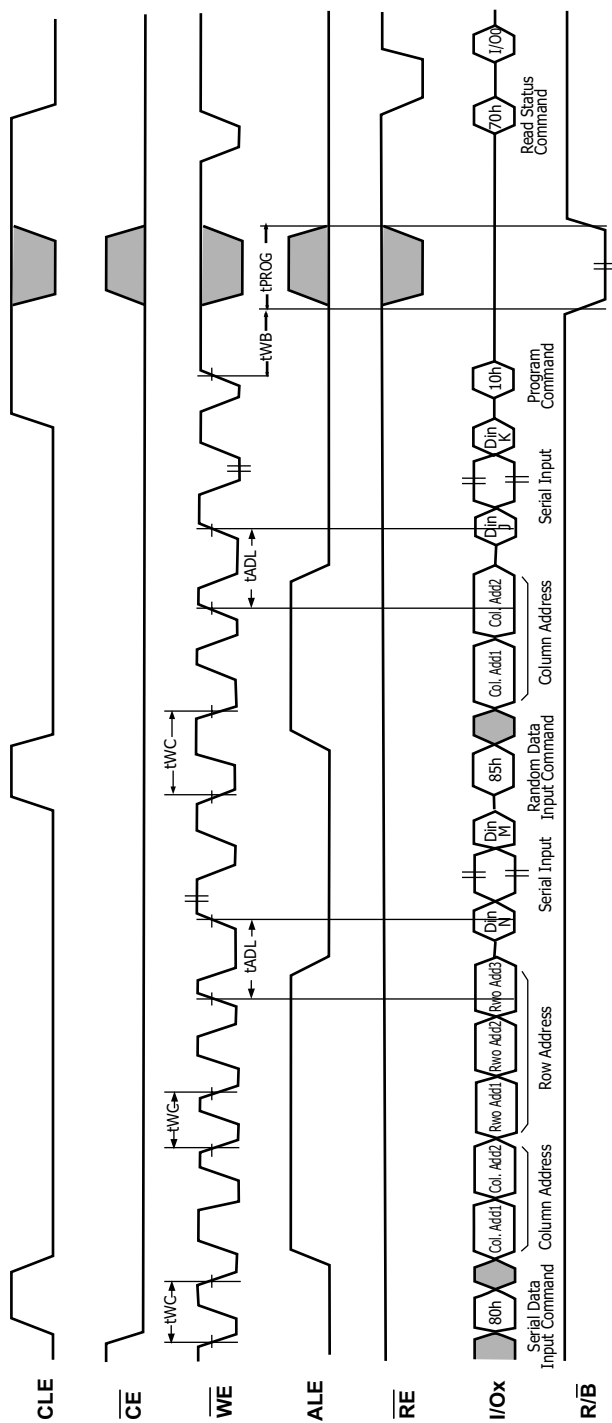 CLE
CE
WE
tWC
tWC
tADL
tWC
tADL
tWB
tPROG
ALE
RE
I/Ox
80h
Col. Add1
Col. Add2
Rwo Add1
Rwo Add2
Rwo Add3
Din
N
Din
M
85h
Col. Add1
Col. Add2
Din
J
Din
K
10h
70h
I/O0
Serial Data
Input Command
Column Address
Row Address
Serial Input
Random Data
Input Command
Column Address
Serial Input
Program
Command
Read Status
Command
R/B